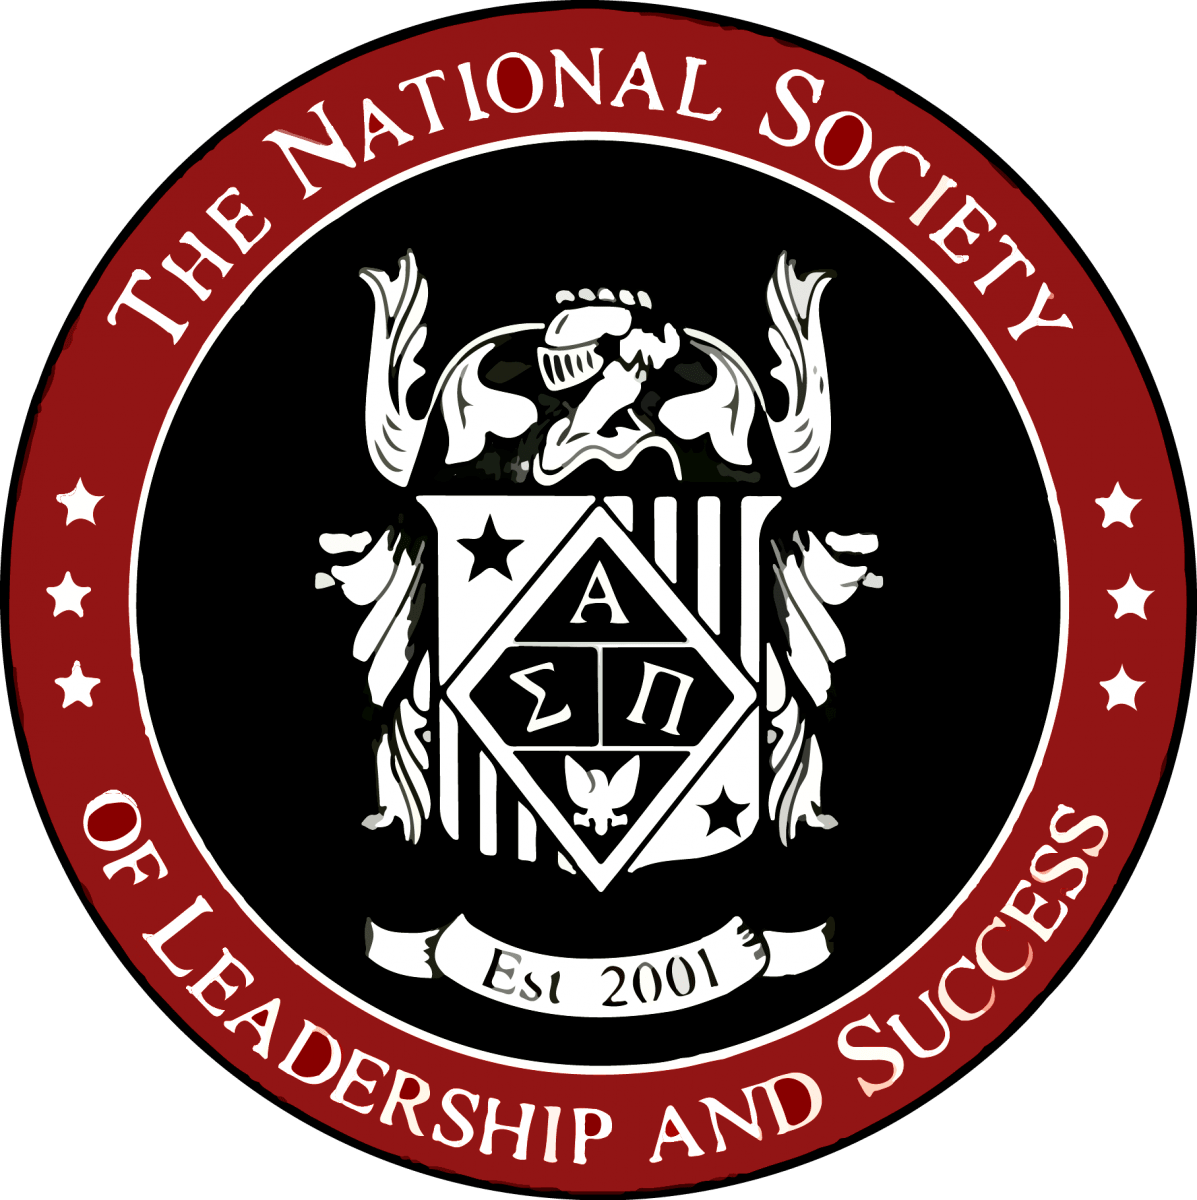 THE NATIONAL SOCIETY
Α
Σ Π
EST 2001
OF LEADERSHIP AND SUCCESS